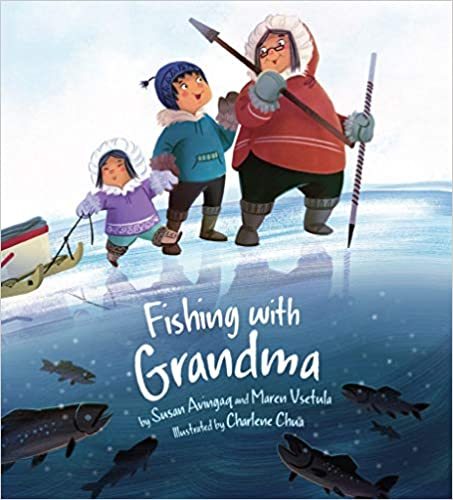 Fishing with
Grandma
by Susan Avingaq and Maren Vsetula
Illustrated by Charlene Chua